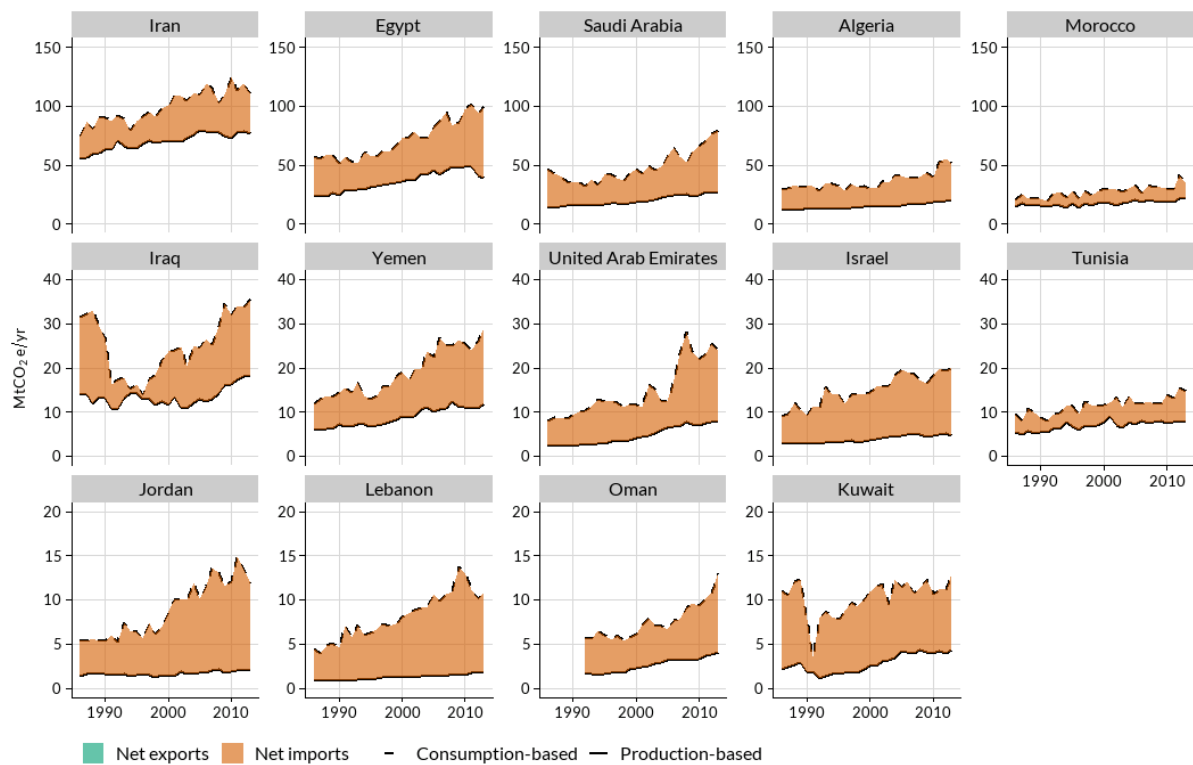 Iran Egypt Saudi Arabia Algeria Morocco
150 150 150 150 150
100 100 100 100 100
50 50 50 50 50
0 0 0 0 0
Iraq Yemen United Arab Emirates Israel Tunisia
40 40 40 40 40
30 30 30 30 30
20 20 20 20 20
10 10 10 10 10
0 0 0 0 0
MtCO₂ e/yr
1990 2000 2010
Jordan Lebanon Oman Kuwait
20 20 20 20
15 15 15 15
10 10 10 10
5 5 5 5
0 0 0 0
1990 2000 2010 1990 2000 2010 1990 2000 2010 1990 2000 2010
Net exports Net imports Consumption-based Production-based